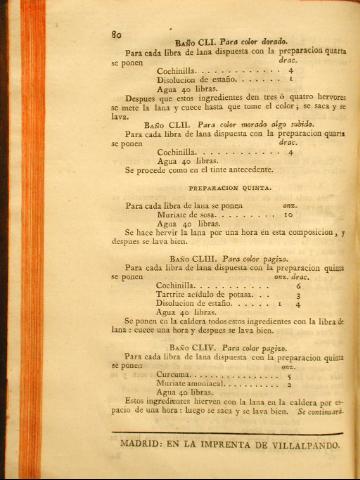 80
BAÑO CLI. Para color dorado.
Para cada libra de lana dispuesta con la preparacion quarta
se ponen drac.
Cochinilla. . . . . . . . . . . . 4
Disolucion de estaño. . . . . . . 1
Agua 40 libras.
Despues que estos ingredientes den tres ó quatro hervores
se mete la lana y cuece hasta que tome el color; se saca y se
lava.
BAÑO CLII. Para color morado algo subido.
Para cada libra de lana dispuesta con la preparacion quarta
se ponen drac.
Cochinilla. . . . . . . . . . . . 4
Agua 40 libras.
Se procede como en el tinte antecedente.
PREPARACION QUINTA.
Para cada libra de lana se ponen onz.
Muriate de sosa. . . . . . . . . 10
Agua 40 libras.
Se hace hervir la lana por una hora en esta composicion, y
despues se lava bien.
BAÑO CLIII. Para color pagizo.
Para cada libra de lana dispuesta con la preparacion quinta
se ponen onz. drac.
Cochinilla. . . . . . . . . . . . 6
Tartrite acídulo de potasa. . . 3
Disolucion de estaño. . . . . . 1 4
Agua 40 libras.
Se ponen en la caldera todos estos ingredientes con la libra de
lana: cuece una hora y despues se lava bien.
BAÑO CLIV. Para color pagizo.
Para cada libra de lana dispuesta con la preparacion quinta
se ponen onz.
Curcuma. . . . . . . . . . . . . 5
Muriate amoniacal. . . . . . . . . 2
Agua 40 libras.
Estos ingredientes hierven con la lana en la caldera por es-
pacio de una hora: luego se saca y se lava bien. Se continuará.
MADRID: EN LA IMPRENTA DE VILLALPANDO.